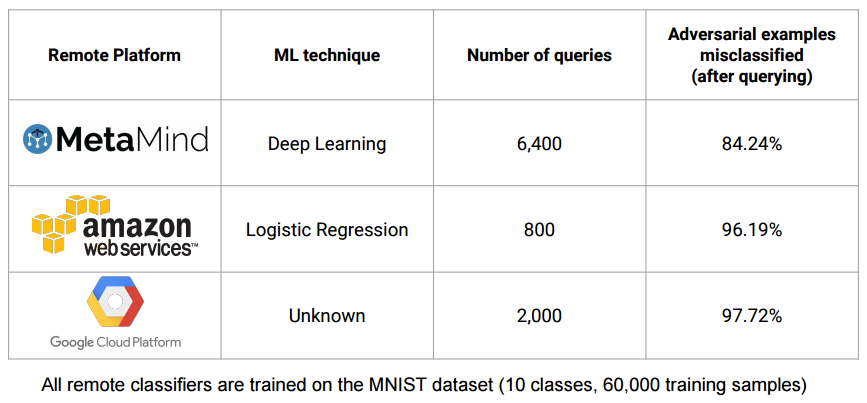 Remote Platform ML technique Number of queries Adversarial examples
misclassified
(after querying)
MetaMind Deep Learning 6,400 84.24%
amazon
web services™ Logistic Regression 800 96.19%
Google Cloud Platform Unknown 2,000 97.72%
All remote classifiers are trained on the MNIST dataset (10 classes, 60,000 training samples)